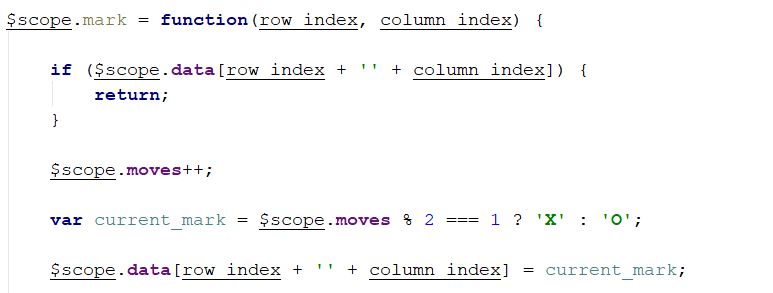 $scope.mark = function(row_index, column_index) {
if ($scope.data[row_index + '' + column_index]) {
return;
}
$scope.moves++;
var current_mark = $scope.moves % 2 === 1 ? 'X' : 'O';
$scope.data[row_index + '' + column_index] = current_mark;